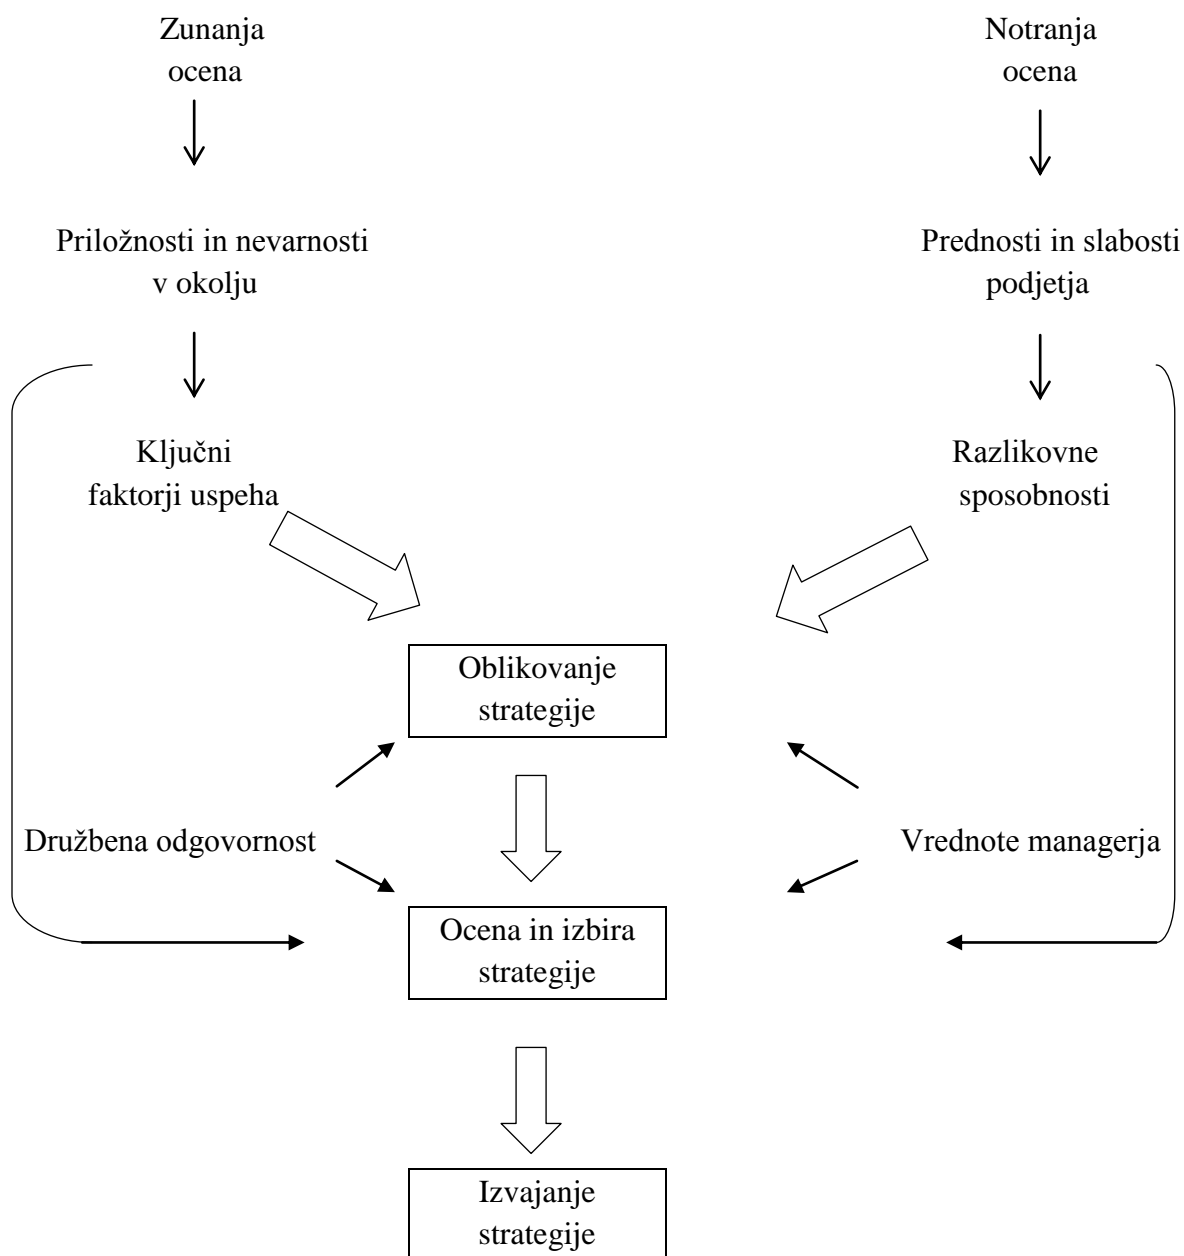 Zunanja
ocena
Notranja
ocena
Priložnosti in nevarnosti
v okolju
Prednosti in slabosti
podjetja
Ključni
faktorji uspeha
Razlikovne
sposobnosti
Oblikovanje
strategije
Družbena odgovornost
Vrednote managerja
Ocena in izbira
strategije
Izvajanje
strategije